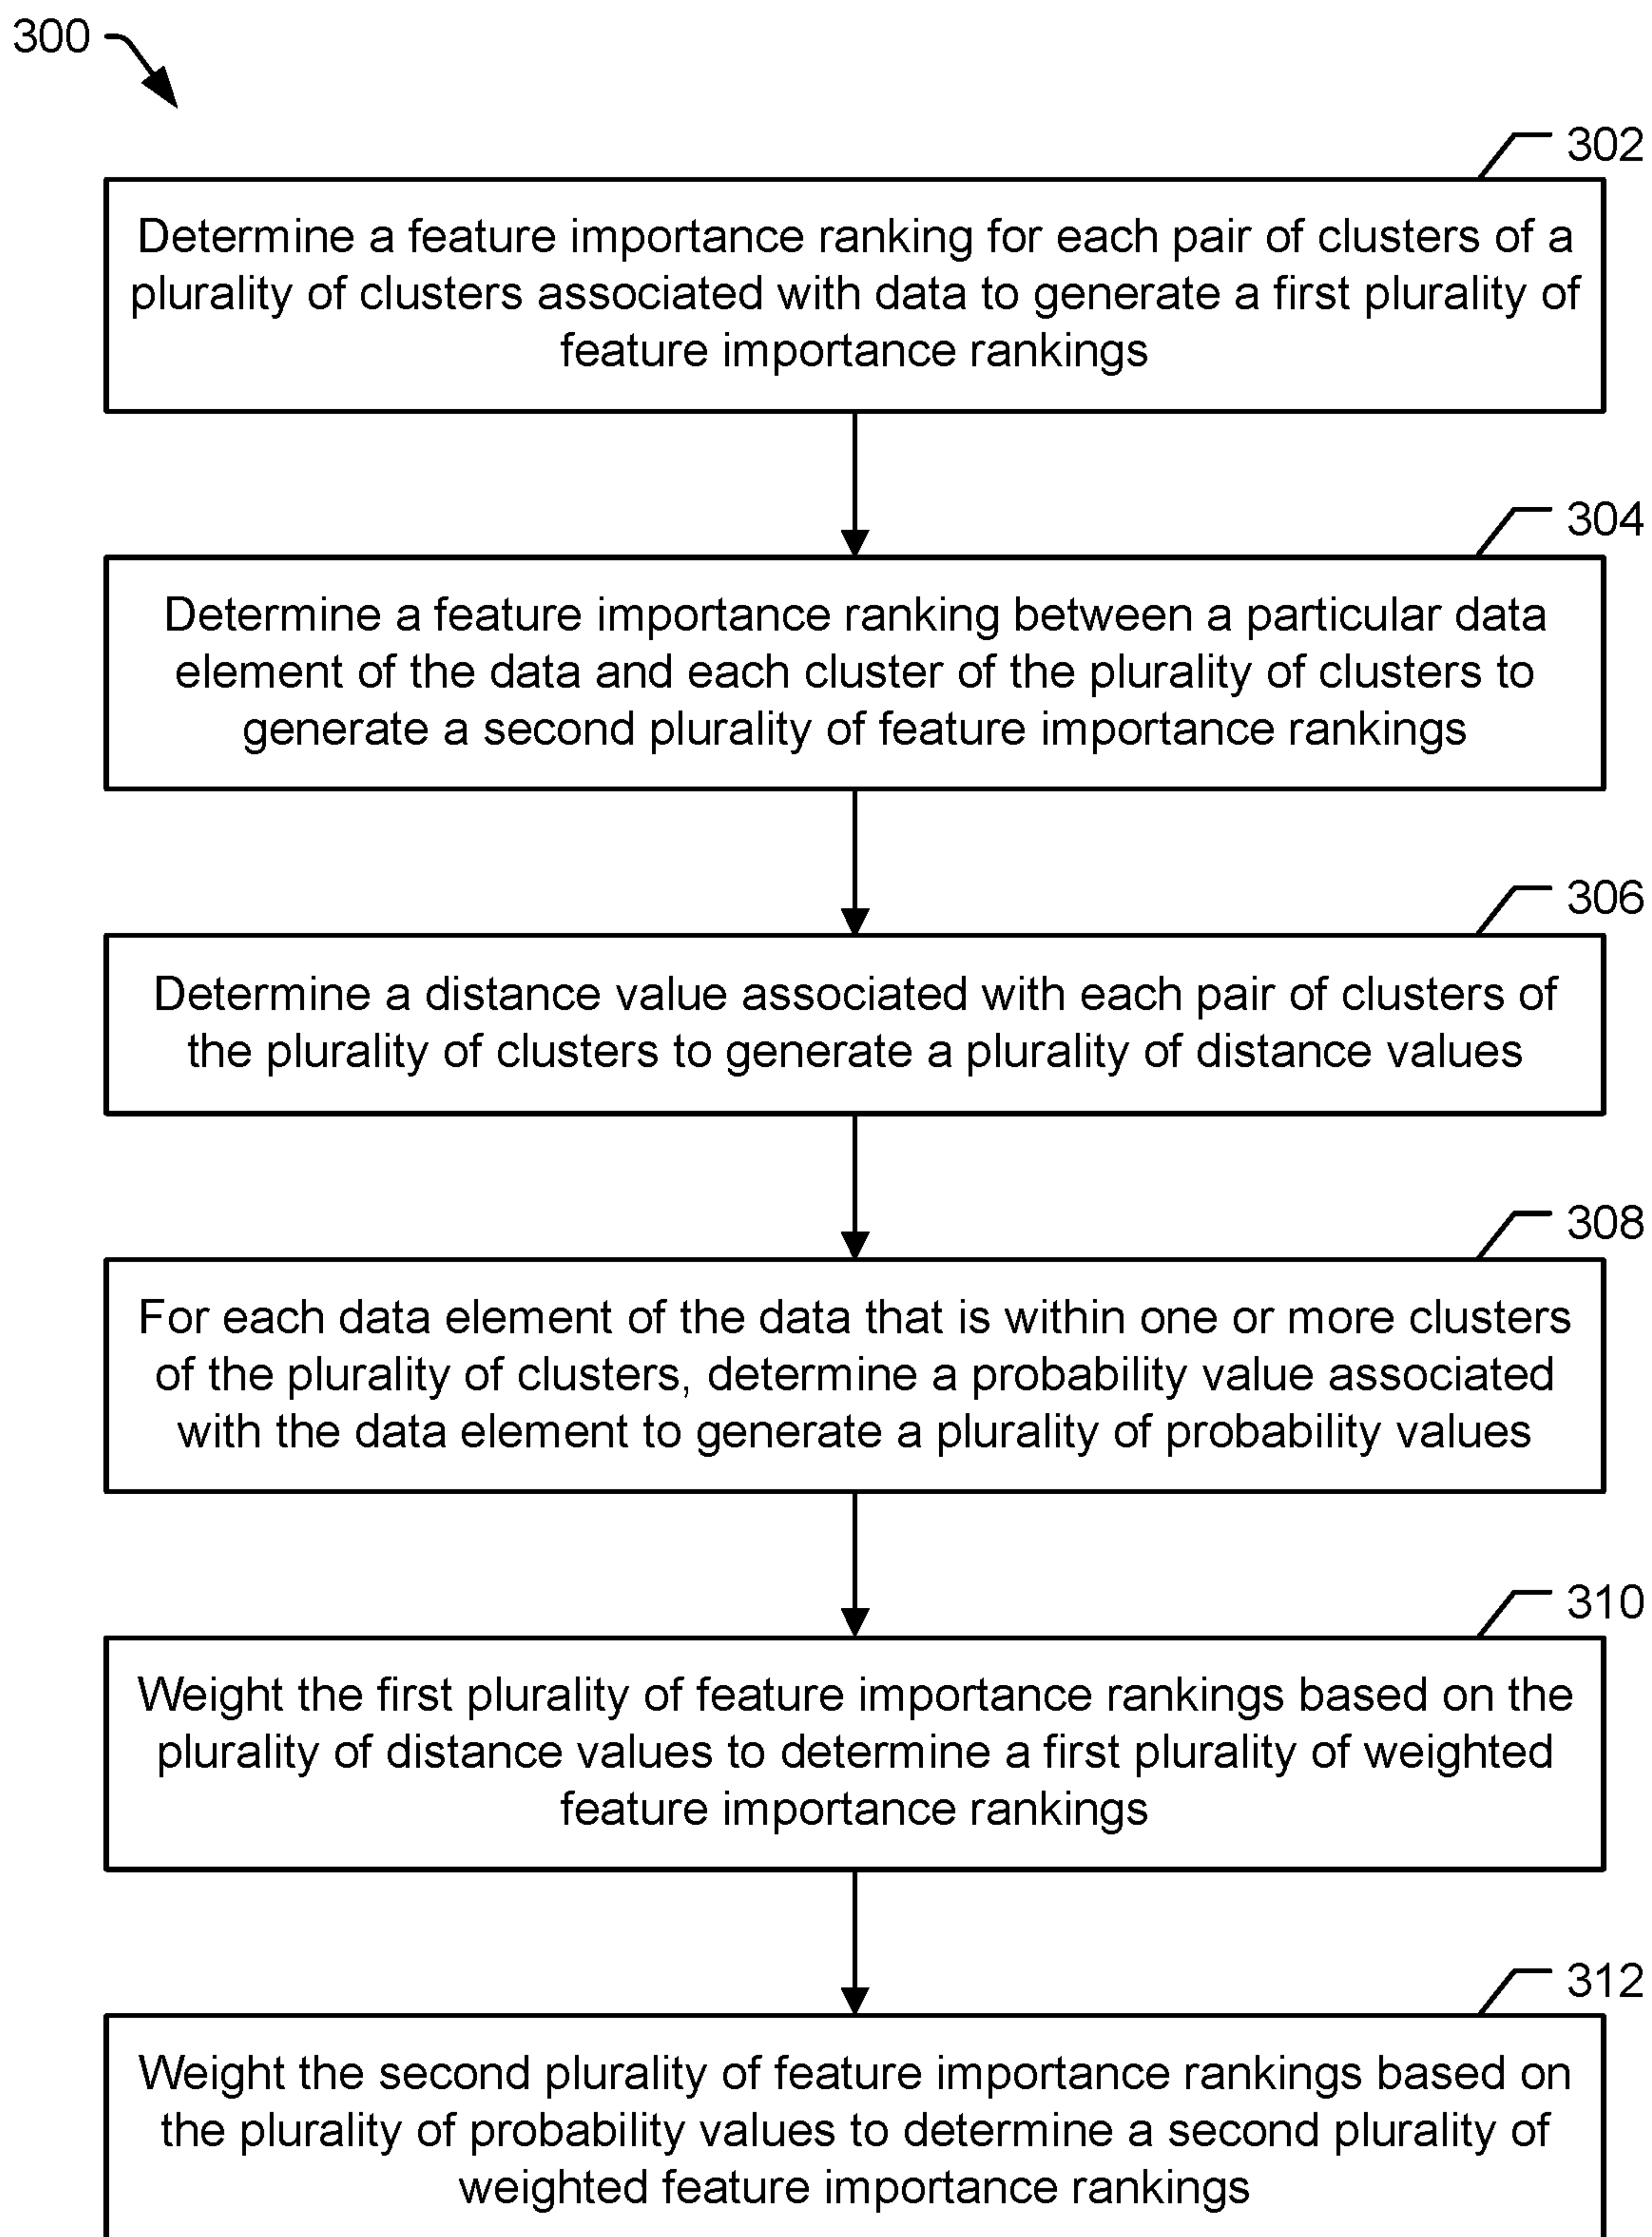 300
302
Determine a feature importance ranking for each pair of clusters of a
plurality of clusters associated with data to generate a first plurality of
feature importance rankings
304
Determine a feature importance ranking between a particular data
element of the data and each cluster of the plurality of clusters to
generate a second plurality of feature importance rankings
306
Determine a distance value associated with each pair of clusters of
the plurality of clusters to generate a plurality of distance values
308
For each data element of the data that is within one or more clusters
of the plurality of clusters, determine a probability value associated
with the data element to generate a plurality of probability values
310
Weight the first plurality of feature importance rankings based on the
plurality of distance values to determine a first plurality of weighted
feature importance rankings
312
Weight the second plurality of feature importance rankings based on
the plurality of probability values to determine a second plurality of
weighted feature importance rankings